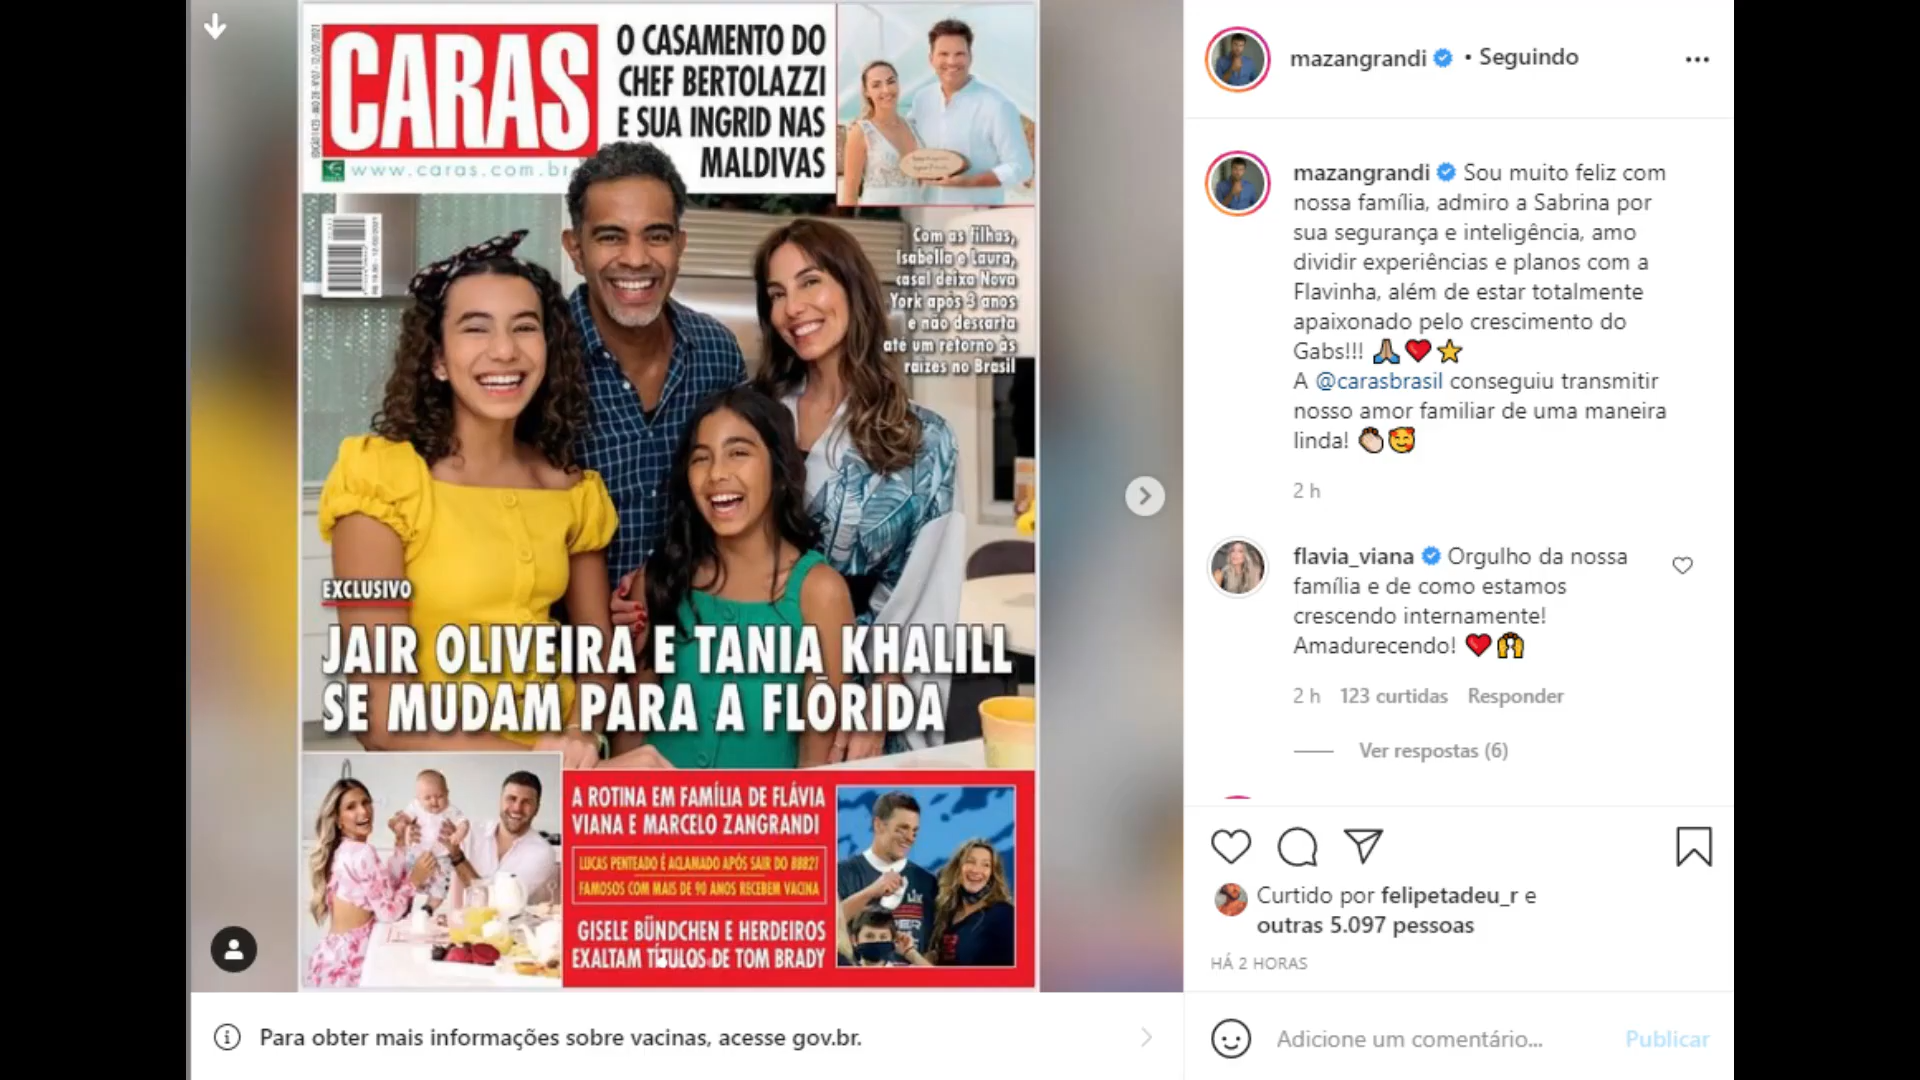 CARAS
www.caras.com.br
O CASAMENTO DO
CHEF BERTOLAZZI
E SUA INGRID NAS
MALDIVAS
Com as filhas,
Isabella e Laura,
casal deixa Nova
York após 3 anos
e não descarta
até um retorno às
raízes no Brasil
EXCLUSIVO
JAIR OLIVEIRA E TANIA KHALILL
SE MUDAM PARA A FLÓRIDA
A ROTINA EM FAMÍLIA DE FLÁVIA
VIANA E MARCELO ZANGRANDI
LUCAS PENTEADO É ACLAMADO APÓS SAIR DO BBB21
FAMOSOS COM MAIS DE 90 ANOS RECEBEM VACINA
GISELE BÜNDCHEN E HERDEIROS
EXALTAM TÍTULOS DE TOM BRADY
Para obter mais informações sobre vacinas, acesse gov.br.
mazangrandi • Seguindo
mazangrandi Sou muito feliz com
nossa família, admiro a Sabrina por
sua segurança e inteligência, amo
dividir experiências e planos com a
Flavinha, além de estar totalmente
apaixonado pelo crescimento do
Gabs!!! 🙏🏽❤️⭐
A @carasbrasil conseguiu transmitir
nosso amor familiar de uma maneira
linda! 👏🏻🥰
2 h
flavia_viana Orgulho da nossa
família e de como estamos
crescendo internamente!
Amadurecendo! ❤️🙌
2 h 123 curtidas Responder
Ver respostas (6)
Curtido por felipetadeu_r e
outras 5.097 pessoas
HÁ 2 HORAS
Adicione um comentário... Publicar